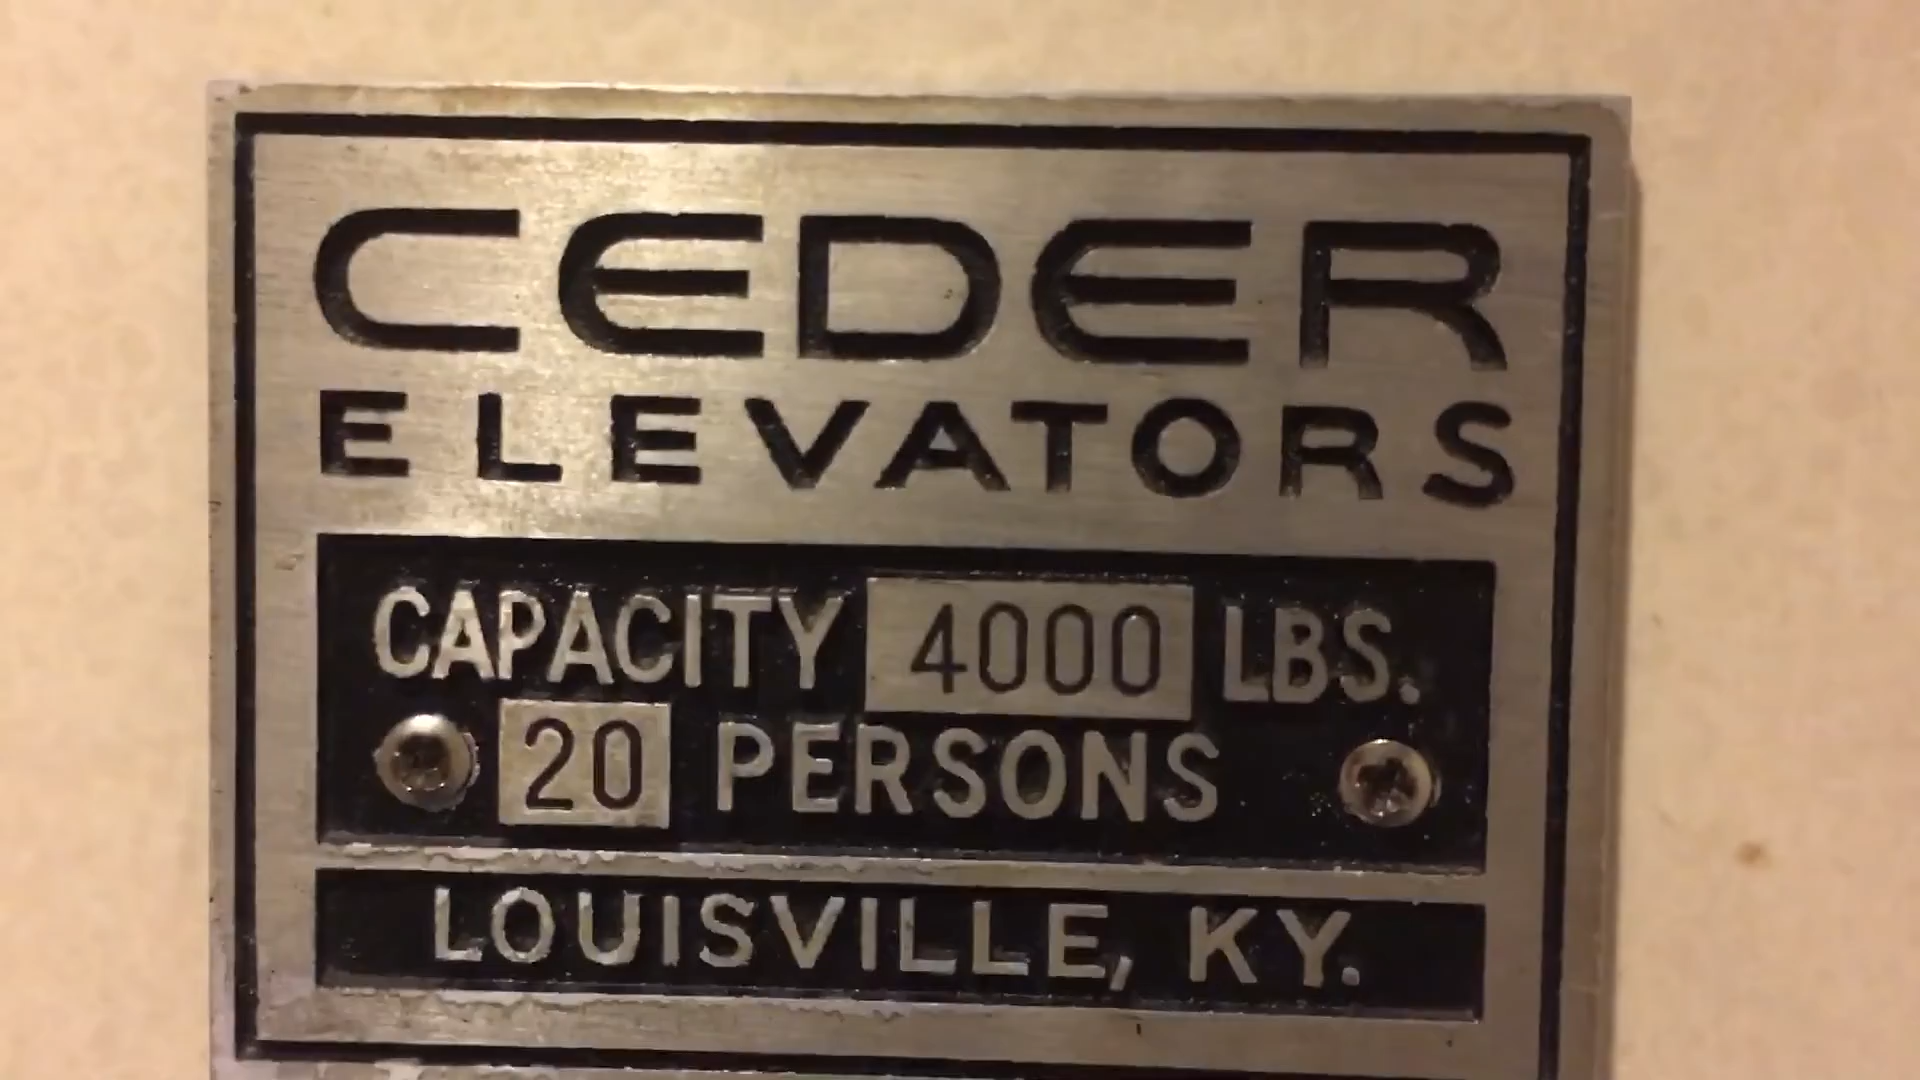 CEDER
ELEVATORS
CAPACITY 4000 LBS.
20 PERSONS
LOUISVILLE, KY.